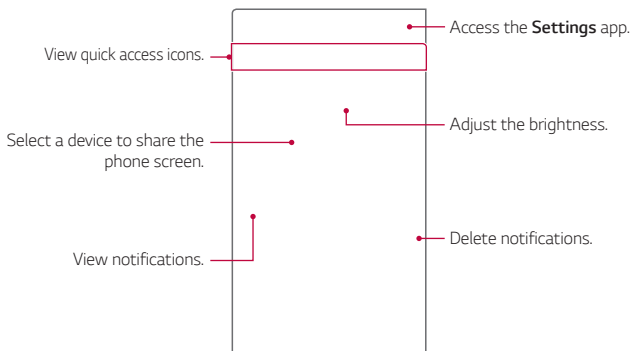 Access the Settings app.
View quick access icons.
Adjust the brightness.
Select a device to share the
phone screen.
Delete notifications.
View notifications.